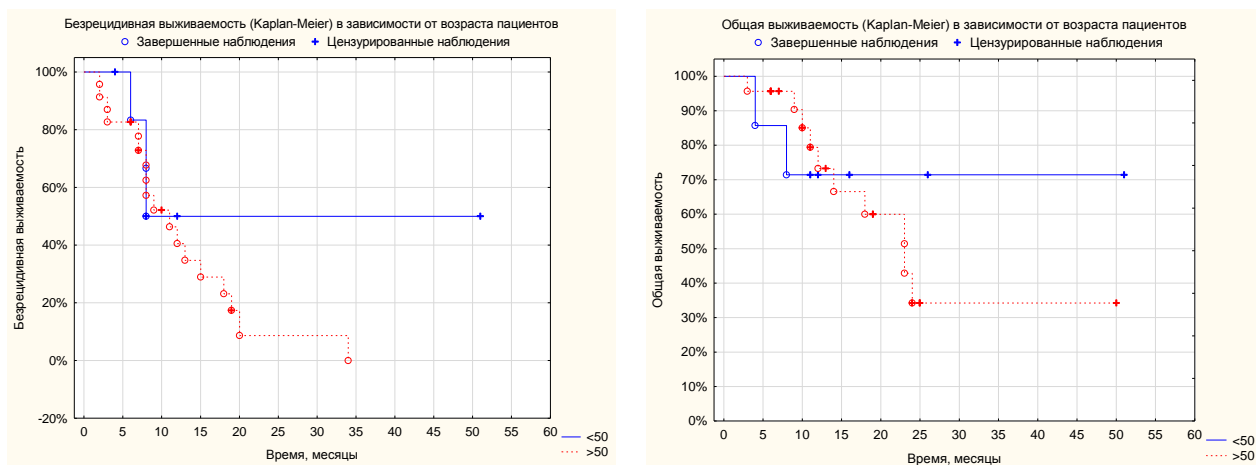 Безрецидивная выживаемость (Kaplan-Meier) в зависимости от возраста пациентов
Завершенные наблюдения Цензурированные наблюдения
100%
80%
60%
40%
20%
0%
-20%
Безрецидивная выживаемость
0 5 10 15 20 25 30 35 40 45 50 55 60
Время, месяцы
<50
>50
Общая выживаемость (Kaplan-Meier) в зависимости от возраста пациентов
Завершенные наблюдения Цензурированные наблюдения
100%
90%
80%
70%
60%
50%
40%
30%
20%
10%
0%
Общая выживаемость
0 5 10 15 20 25 30 35 40 45 50 55 60
Время, месяцы
<50
>50